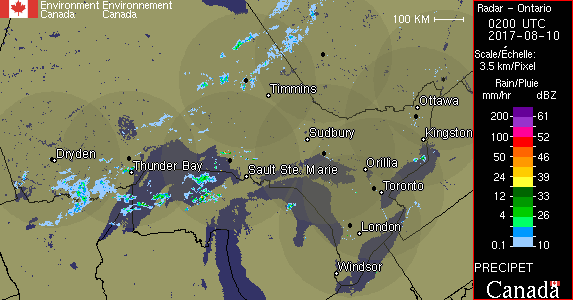 Environment Environnement
Canada Canada
100 KM
Timmins
Ottawa
Sudbury
Kingston
Dryden
Thunder Bay
Sault Ste. Marie
Orillia
Toronto
London
Windsor
Radar - Ontario
0200 UTC
2017-08-10
Scale/Échelle:
3.5 km/Pixel
Rain/Pluie
mm/hr dBZ
200 61
100 52
50 46
24 39
12 33
4 26
0.1 10
PRECIPET
Canada